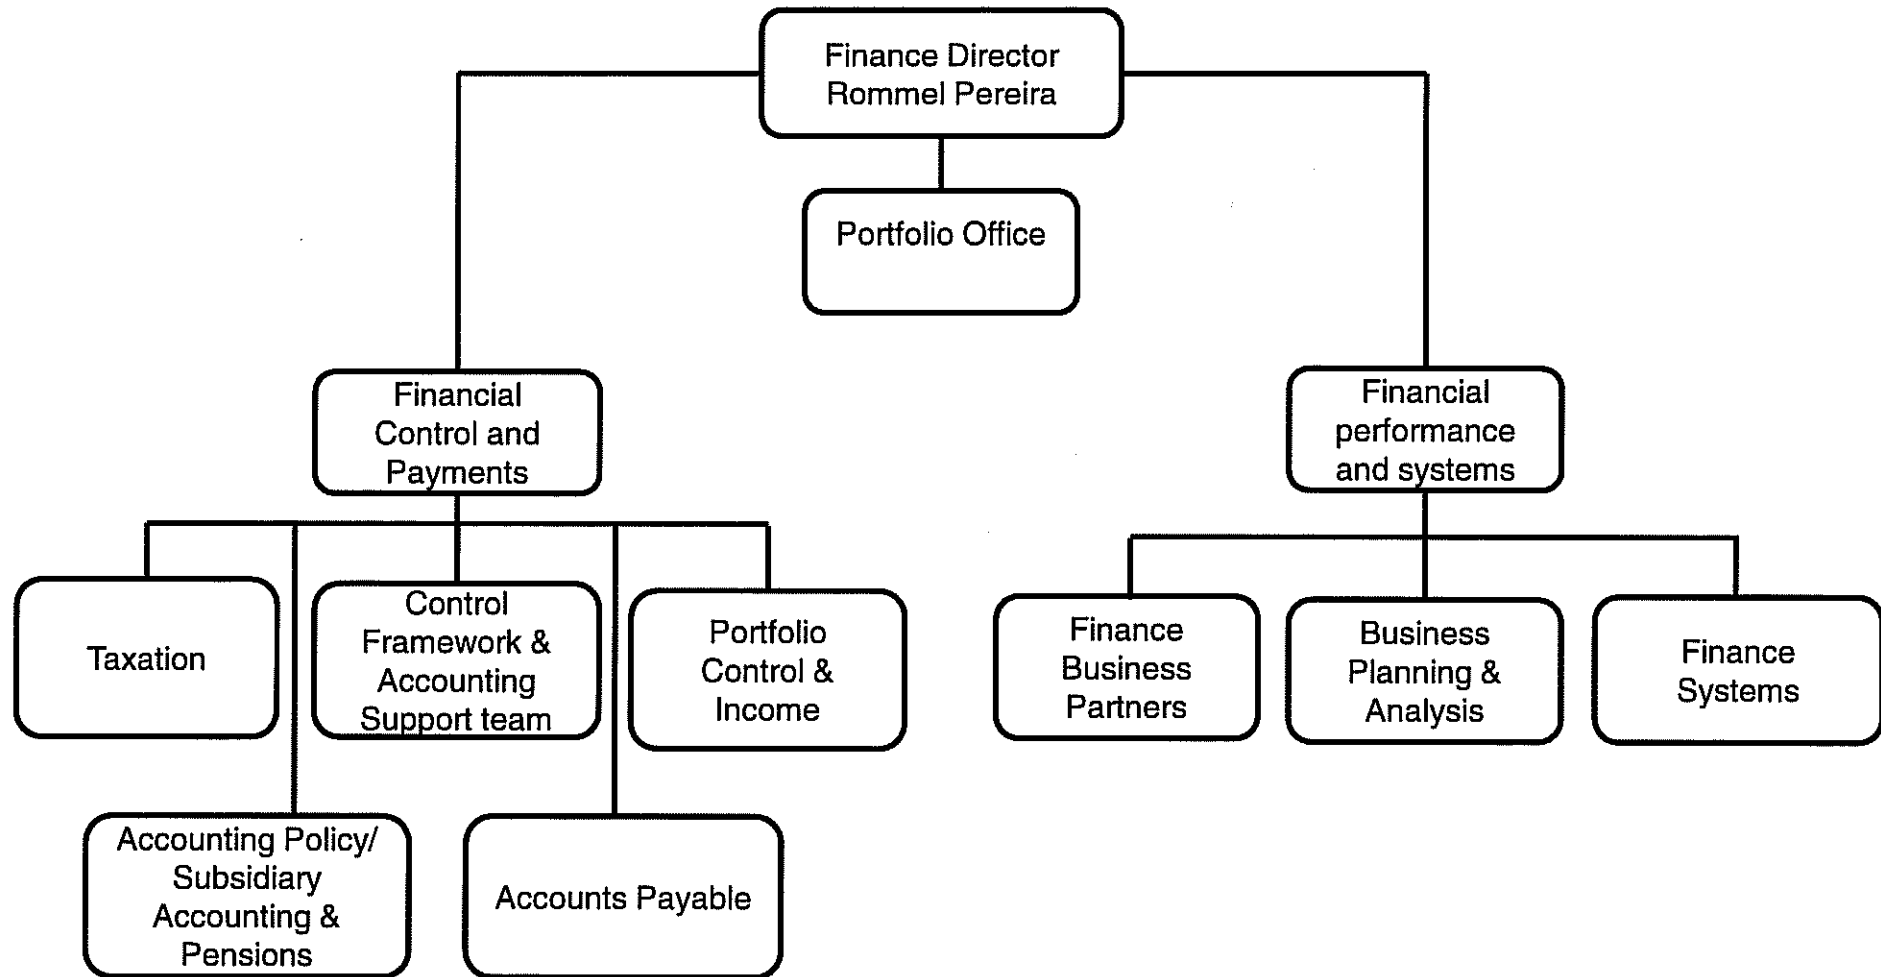 Finance Director
Rommel Pereira
Portfolio Office
Financial
Control and
Payments
Financial
performance
and systems
Taxation
Control
Framework &
Accounting
Support team
Portfolio
Control &
Income
Finance
Business
Partners
Business
Planning &
Analysis
Finance
Systems
Accounting Policy/
Subsidiary
Accounting &
Pensions
Accounts Payable